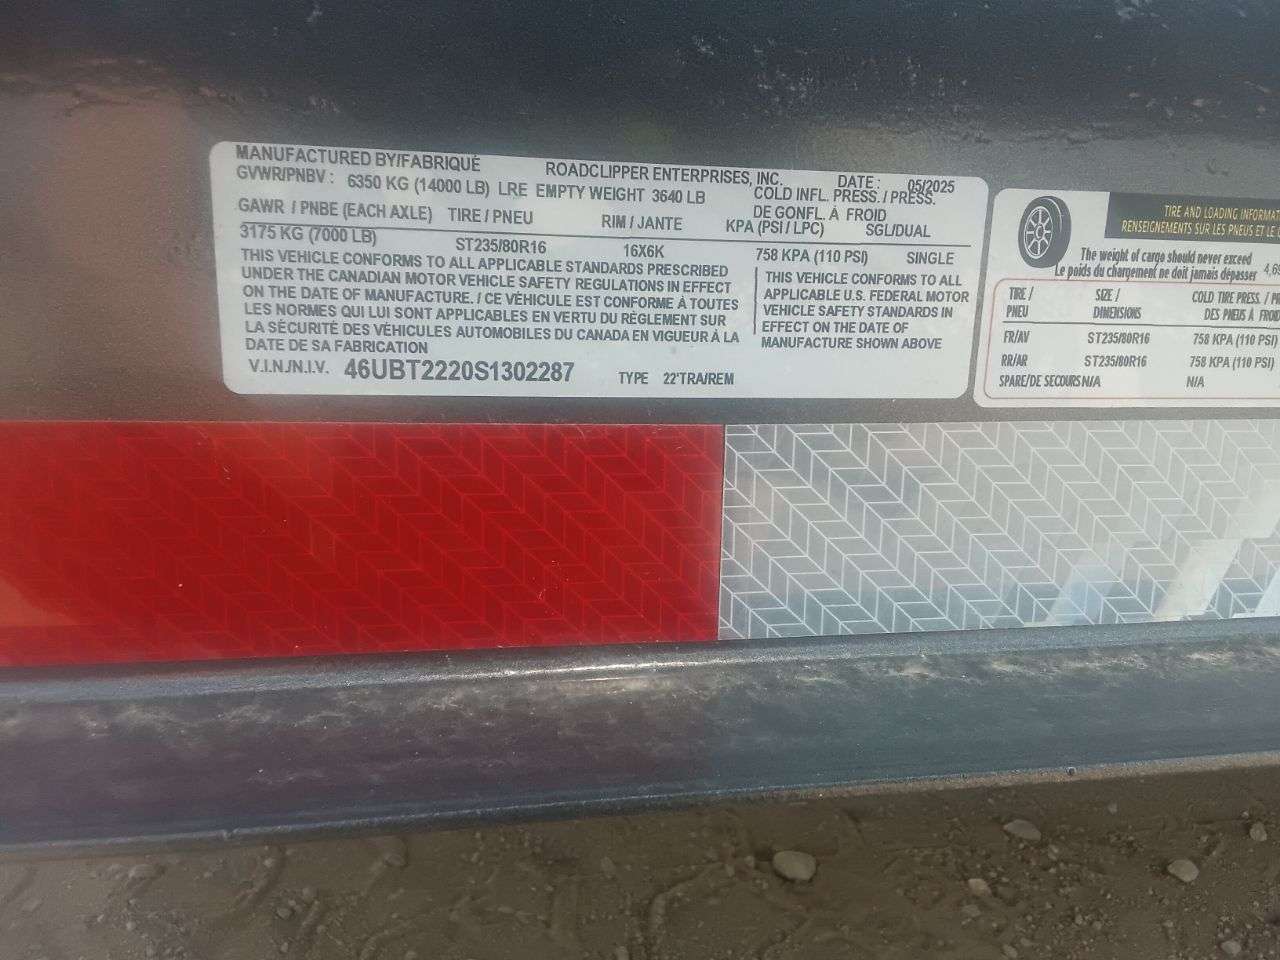 MANUFACTURED BY/FABRIQUÉ ROADCLIPPER ENTERPRISES, INC. DATE: 05/2025
GVWR/PNBV: 6350 KG (14000 LB) LRE EMPTY WEIGHT 3640 LB COLD INFL. PRESS. / PRESS. DE GONFL. À FROID
GAWR / PNBE (EACH AXLE) TIRE / PNEU RIM / JANTE KPA (PSI / LPC) SGL/DUAL
3175 KG (7000 LB) ST235/80R16 16X6K 758 KPA (110 PSI) SINGLE
THIS VEHICLE CONFORMS TO ALL APPLICABLE STANDARDS PRESCRIBED
UNDER THE CANADIAN MOTOR VEHICLE SAFETY REGULATIONS IN EFFECT
ON THE DATE OF MANUFACTURE. / CE VÉHICULE EST CONFORME À TOUTES
LES NORMES QUI LUI SONT APPLICABLES EN VERTU DU RÈGLEMENT SUR
LA SÉCURITÉ DES VÉHICULES AUTOMOBILES DU CANADA EN VIGUEUR À LA
DATE DE SA FABRICATION
THIS VEHICLE CONFORMS TO ALL
APPLICABLE U.S. FEDERAL MOTOR
VEHICLE SAFETY STANDARDS IN
EFFECT ON THE DATE OF
MANUFACTURE SHOWN ABOVE
V.I.N./N.I.V. 46UBT2220S1302287 TYPE 22'TRA/REM
TIRE AND LOADING
RENSEIGNEMENTS SUR LES PNEUS ET LE
The weight of cargo should never exceed
Le poids du chargement ne doit jamais dépasser
TIRE / PNEU SIZE / DIMENSIONS COLD TIRE PRESS. / DES PNEUS À
FR/AV ST235/80R16 758 KPA (110 PSI)
RR/AR ST235/80R16 758 KPA (110 PSI)
SPARE/DE SECOURS N/A N/A